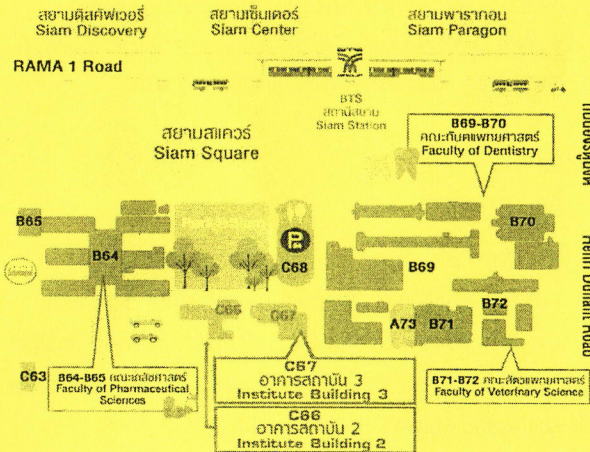 สยามดิสคัฟเวอรี่
Siam Discovery
สยามเซ็นเตอร์
Siam Center
สยามพารากอน
Siam Paragon
RAMA 1 Road
BTS
สถานีสยาม
Siam Station
สยามสแควร์
Siam Square
B69-B70
คณะทันตแพทยศาสตร์
Faculty of Dentistry
B65
B64
P
C68
B69
B70
B72
C66
C67
A73
B71
Henri Dunant Road
C63
B64-B65 คณะเภสัชศาสตร์
Faculty of Pharmaceutical
Sciences
C67
อาคารสถาบัน 3
Institute Building 3
C66
อาคารสถาบัน 2
Institute Building 2
B71-B72 คณะสัตวแพทยศาสตร์
Faculty of Veterinary Science